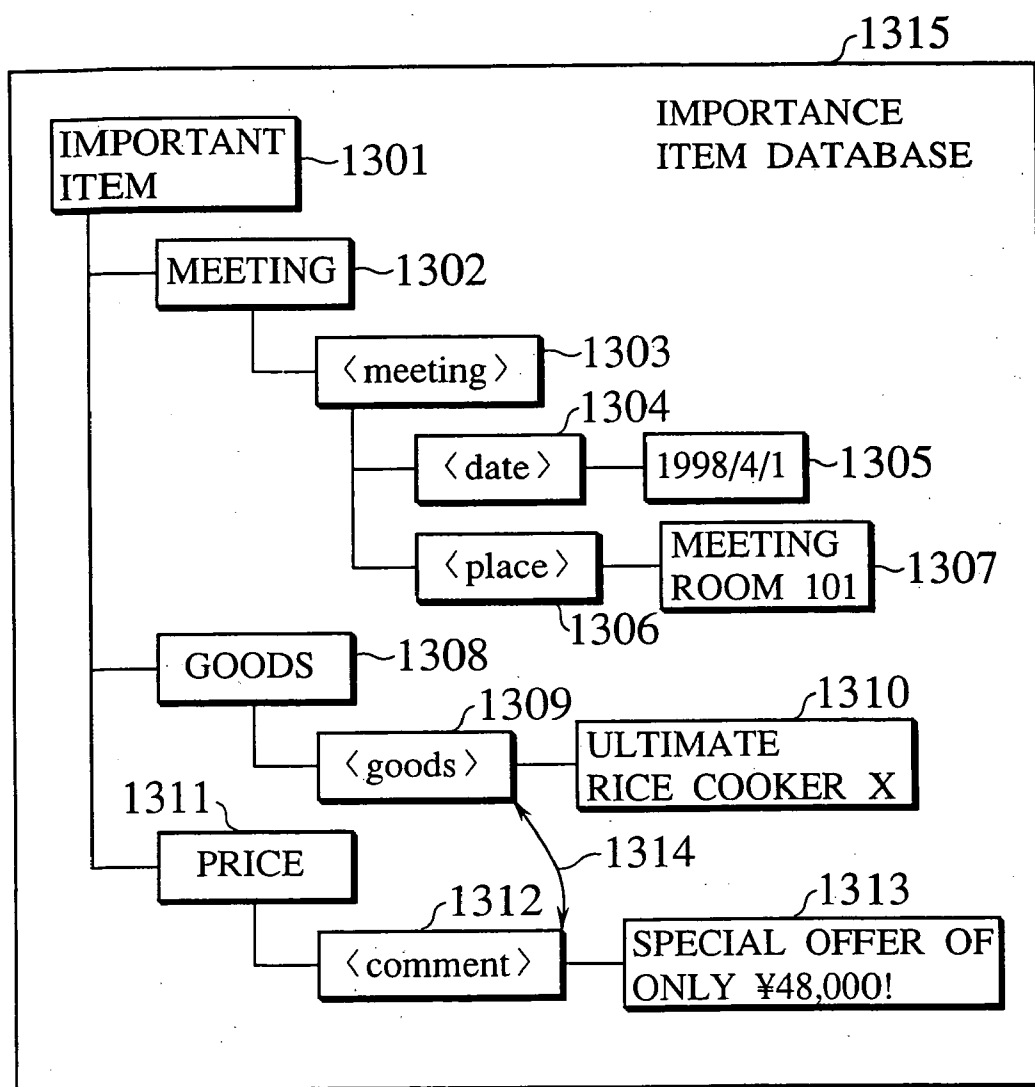 1315
IMPORTANCE
ITEM DATABASE
IMPORTANT
ITEM
1301
MEETING
1302
〈meeting〉
1303
1304
〈date〉
1998/4/1
1305
〈place〉
MEETING
ROOM 101
1307
1306
GOODS
1308
1309
〈goods〉
1310
ULTIMATE
RICE COOKER X
1311
PRICE
1314
1312
〈comment〉
1313
SPECIAL OFFER OF
ONLY ¥48,000!